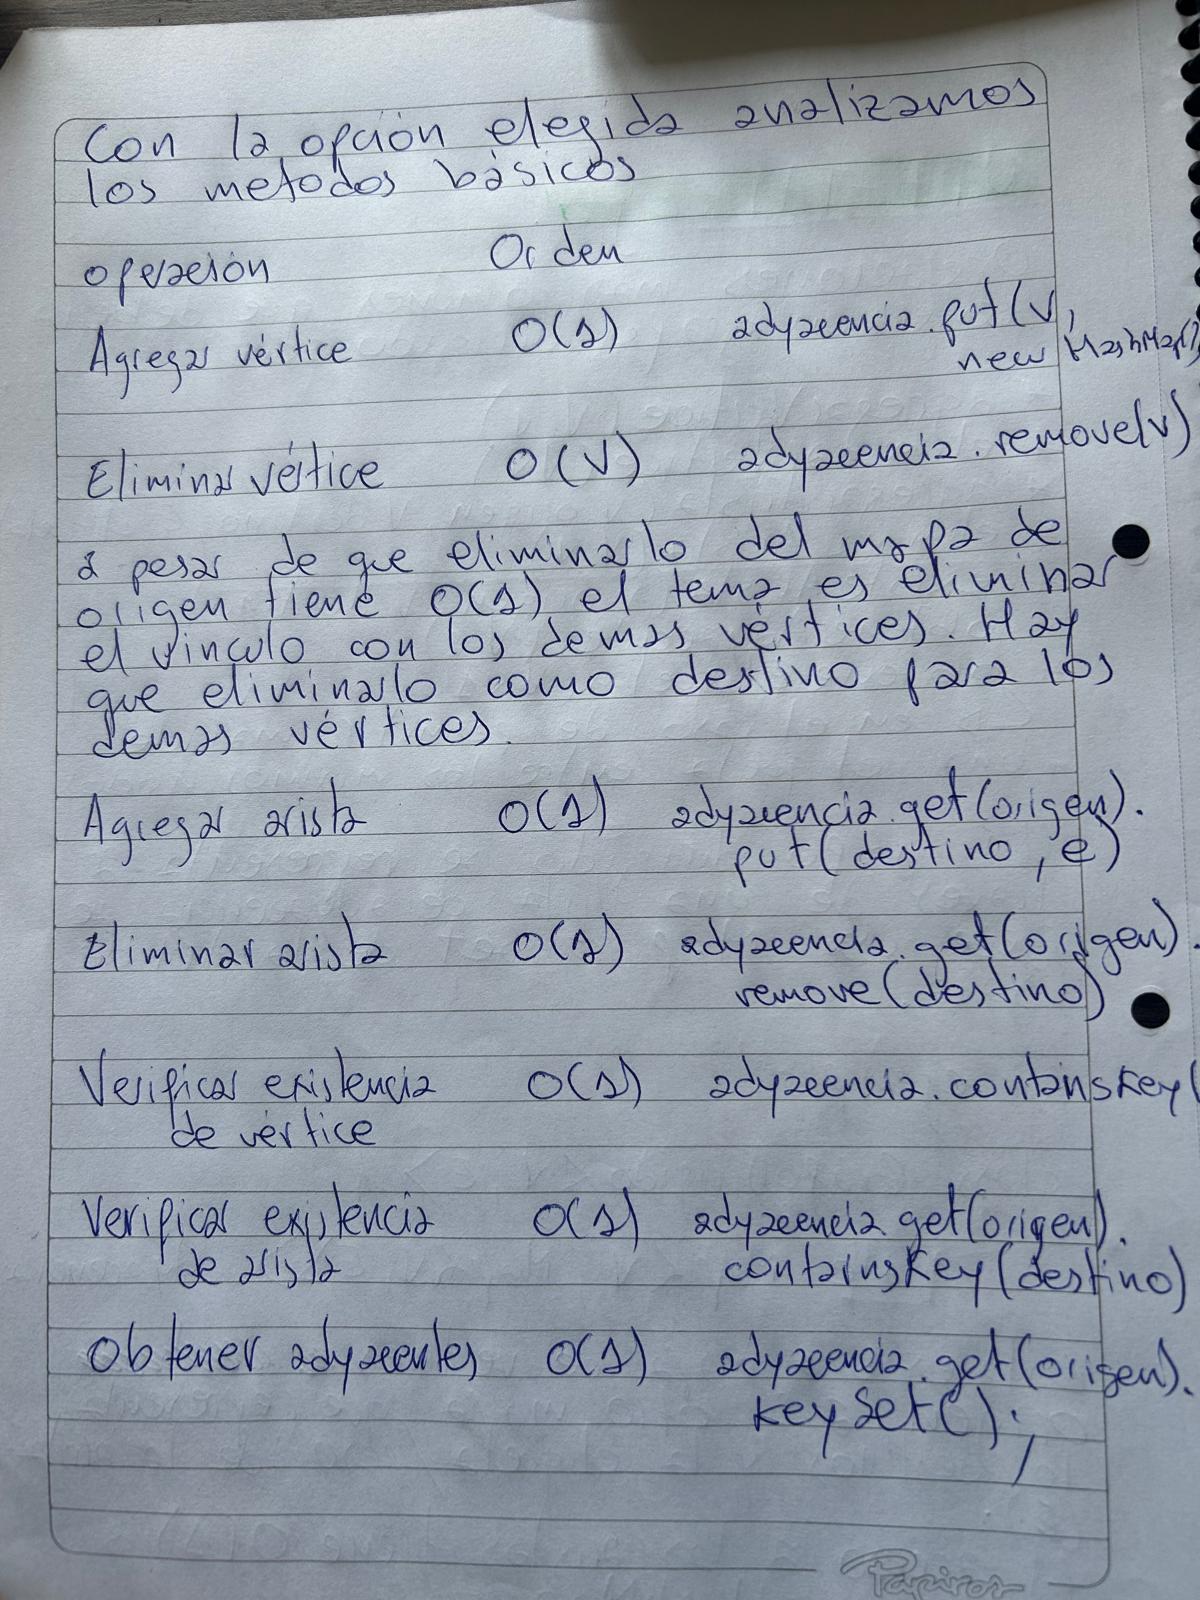 Con la opción elegida analizamos
los metodos básicos
operación Orden
Agregar vértice O(1) adyacencia.put(v,
new HashMap()
Eliminar vértice O(V) adyacencia.remove(v)
a pesar de que eliminarlo del mapa de
origen tiene O(1) el tema es eliminar
el vinculo con los demas vértices. Hay
que eliminarlo como destino para los
demas vértices.
Agregar arista O(1) adyacencia.get(origen).
put(destino, e)
Eliminar arista O(1) adyacencia.get(origen).
remove(destino)
Verificar existencia O(1) adyacencia.containsKey(
de vértice
Verificar existencia O(1) adyacencia.get(origen).
de arista containsKey(destino)
Obtener adyacentes O(1) adyacencia.get(origen).
keySet();
Papiros